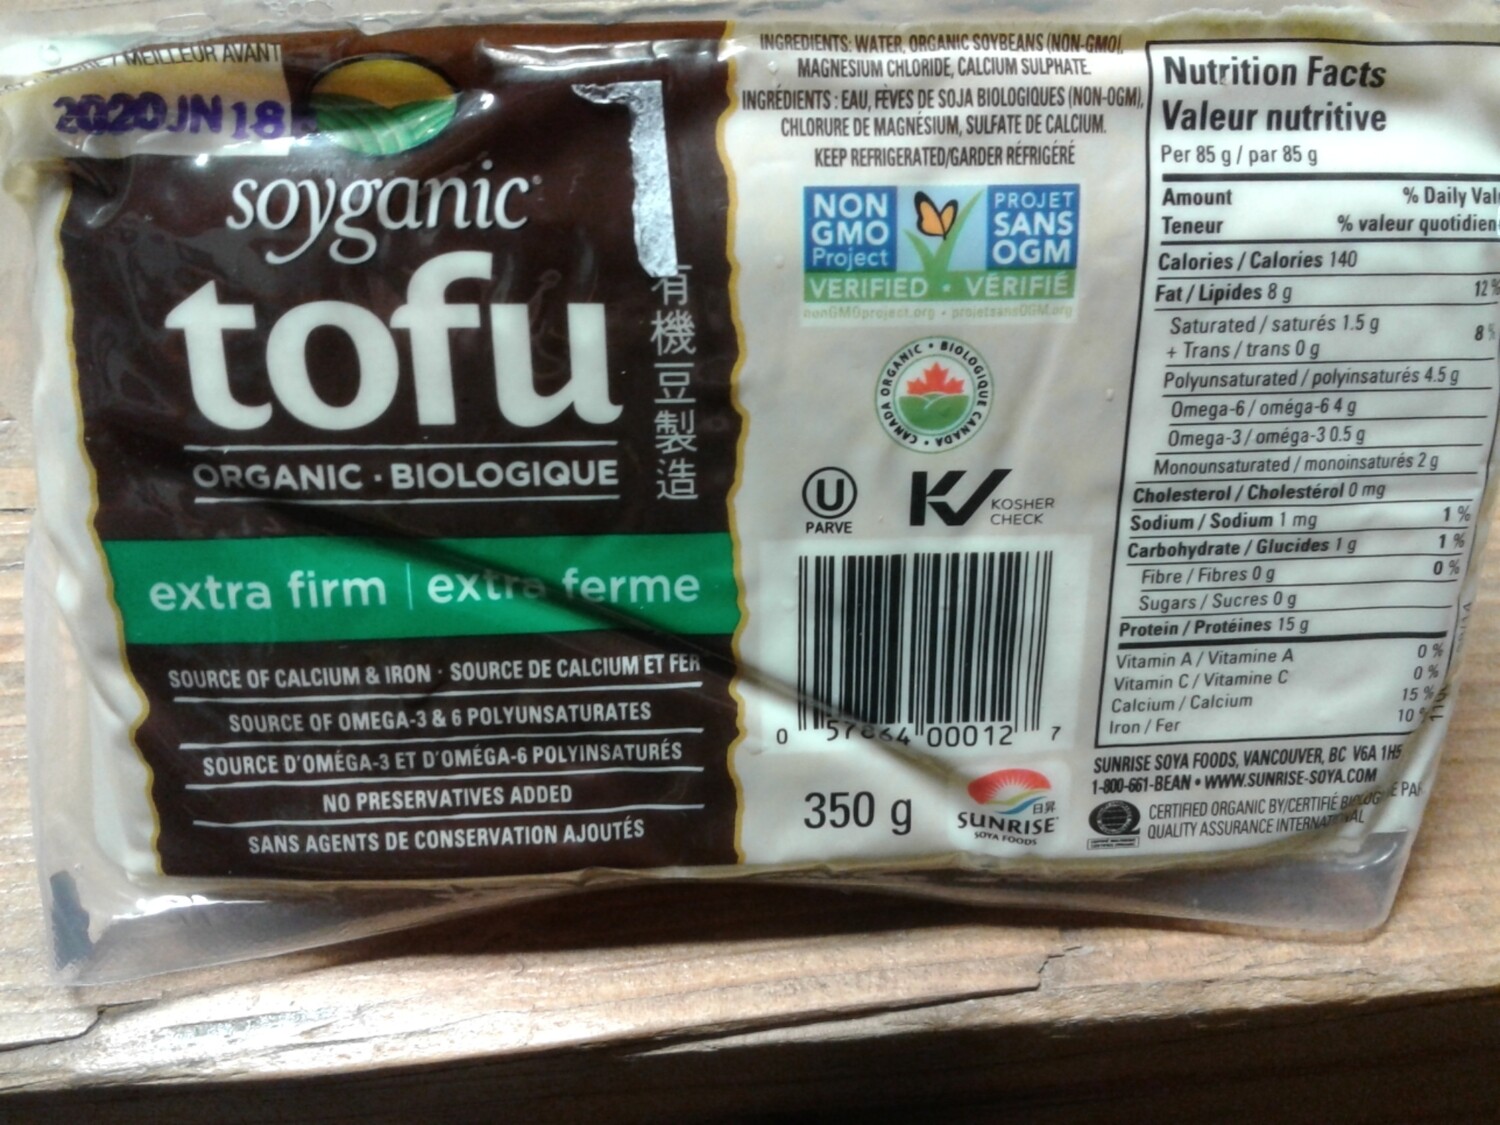 MEILLEUR AVANT
2020 JN 18
soyganic
tofu
有機豆製造
ORGANIC · BIOLOGIQUE
extra firm | extra ferme
SOURCE OF CALCIUM & IRON · SOURCE DE CALCIUM ET FER
SOURCE OF OMEGA-3 & 6 POLYUNSATURATES
SOURCE D'OMÉGA-3 ET D'OMÉGA-6 POLYINSATURÉS
NO PRESERVATIVES ADDED
SANS AGENTS DE CONSERVATION AJOUTÉS
INGREDIENTS: WATER, ORGANIC SOYBEANS (NON-GMO),
MAGNESIUM CHLORIDE, CALCIUM SULPHATE.
INGRÉDIENTS : EAU, FÈVES DE SOJA BIOLOGIQUES (NON-OGM),
CHLORURE DE MAGNÉSIUM, SULFATE DE CALCIUM.
KEEP REFRIGERATED/GARDER RÉFRIGÉRÉ
NON GMO Project
PROJET SANS OGM
VERIFIED · VÉRIFIÉ
nonGMOproject.org · projetsansOGM.org
CANADA ORGANIC · BIOLOGIQUE CANADA ·
U
PARVE
K
KOSHER
CHECK
0 00012 7
350 g
日昇
SUNRISE
SOYA FOODS
Nutrition Facts
Valeur nutritive
Per 85 g / par 85 g
Amount % Daily
Teneur % valeur
Calories / Calories 140
Fat / Lipides 8 g 12 %
Saturated / saturés 1.5 g
+ Trans / trans 0 g 8 %
Polyunsaturated / polyinsaturés 4.5 g
Omega-6 / oméga-6 4 g
Omega-3 / oméga-3 0.5 g
Monounsaturated / monoinsaturés 2 g
Cholesterol / Cholestérol 0 mg
Sodium / Sodium 1 mg 1 %
Carbohydrate / Glucides 1 g 1 %
Fibre / Fibres 0 g 0 %
Sugars / Sucres 0 g
Protein / Protéines 15 g
Vitamin A / Vitamine A 0 %
Vitamin C / Vitamine C 0 %
Calcium / Calcium 15 %
Iron / Fer 10 %
SUNRISE SOYA FOODS, VANCOUVER, BC V6A 1H5
1-800-661-BEAN • WWW.SUNRISE-SOYA.COM
CERTIFIED ORGANIC BY/CERTIFIÉ
QUALITY ASSURANCE